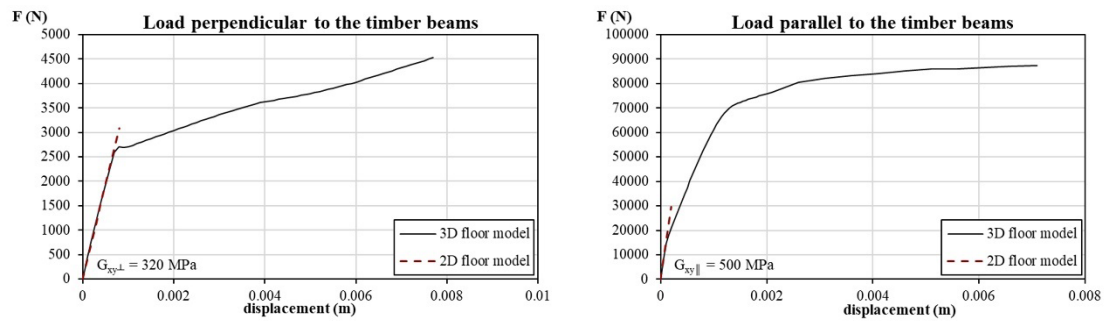 F (N)
Load perpendicular to the timber beams
5000
4500
4000
3500
3000
2500
2000
1500
1000
500
0
3D floor model
2D floor model
G_xy⊥ = 320 MPa
0
0.002
0.004
0.006
0.008
0.01
displacement (m)
F (N)
Load parallel to the timber beams
100000
90000
80000
70000
60000
50000
40000
30000
20000
10000
0
3D floor model
2D floor model
G_xy∥ = 500 MPa
0
0.002
0.004
0.006
0.008
displacement (m)